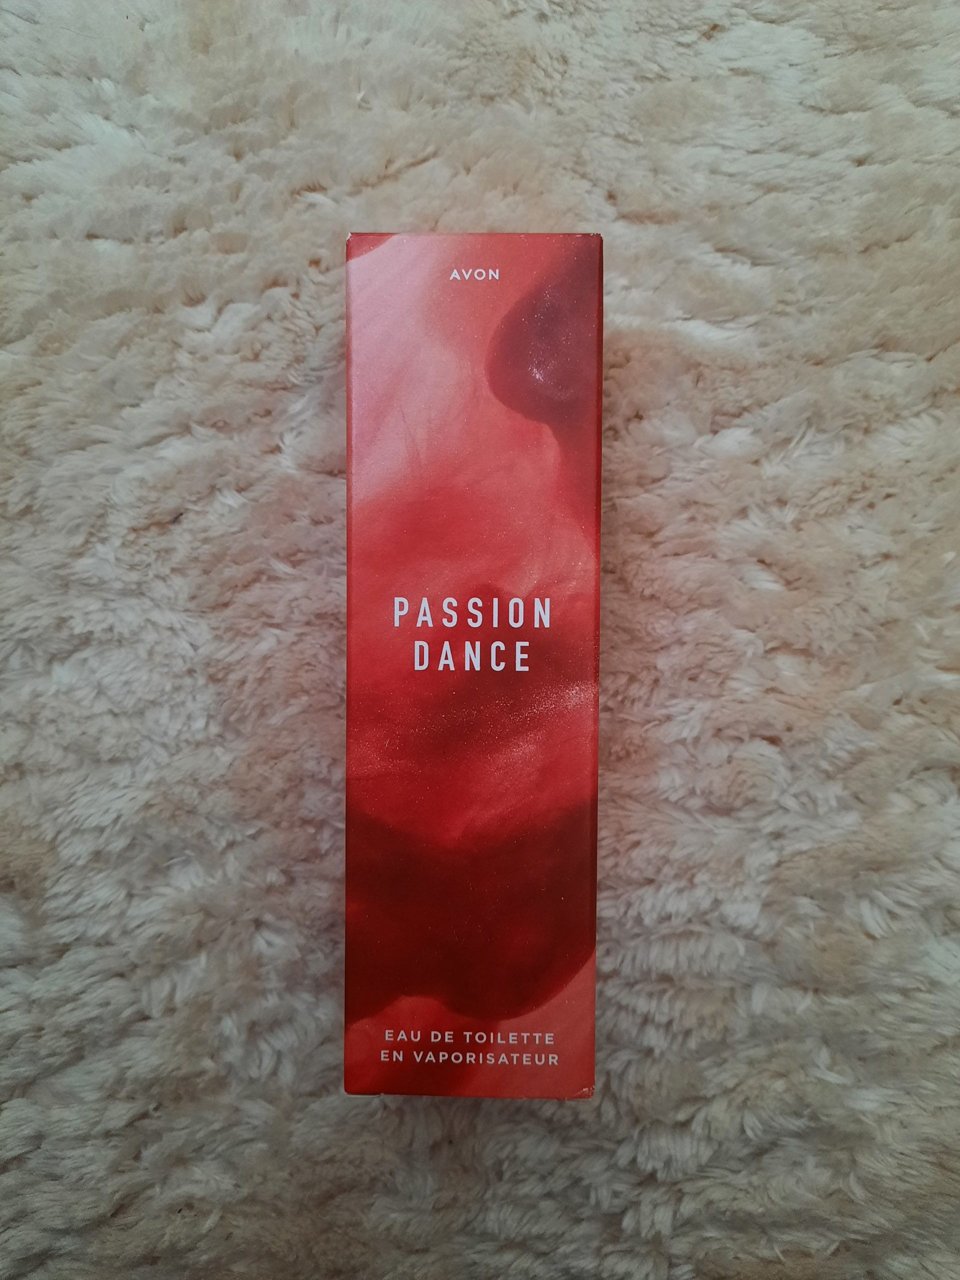 AVON
PASSION
DANCE
EAU DE TOILETTE
EN VAPORISATEUR